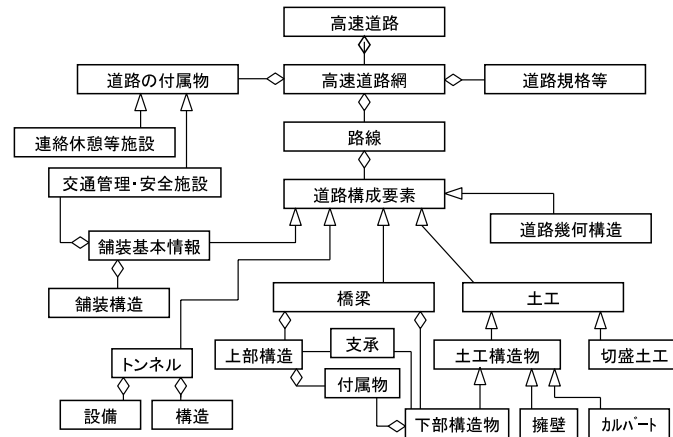 高速道路
道路の付属物
高速道路網
道路規格等
連絡休憩等施設
路線
交通管理・安全施設
道路構成要素
道路幾何構造
舗装基本情報
舗装構造
橋梁
土工
トンネル
上部構造
支承
土工構造物
切盛土工
付属物
設備
構造
下部構造物
擁壁
カルバート